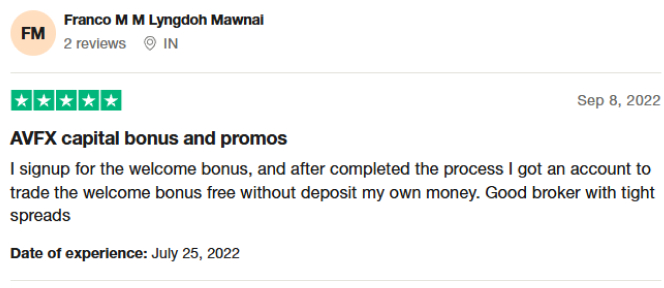 FM
Franco M M Lyngdoh Mawnai
2 reviews IN
Sep 8, 2022
AVFX capital bonus and promos
I signup for the welcome bonus, and after completed the process I got an account to
trade the welcome bonus free without deposit my own money. Good broker with tight
spreads
Date of experience: July 25, 2022